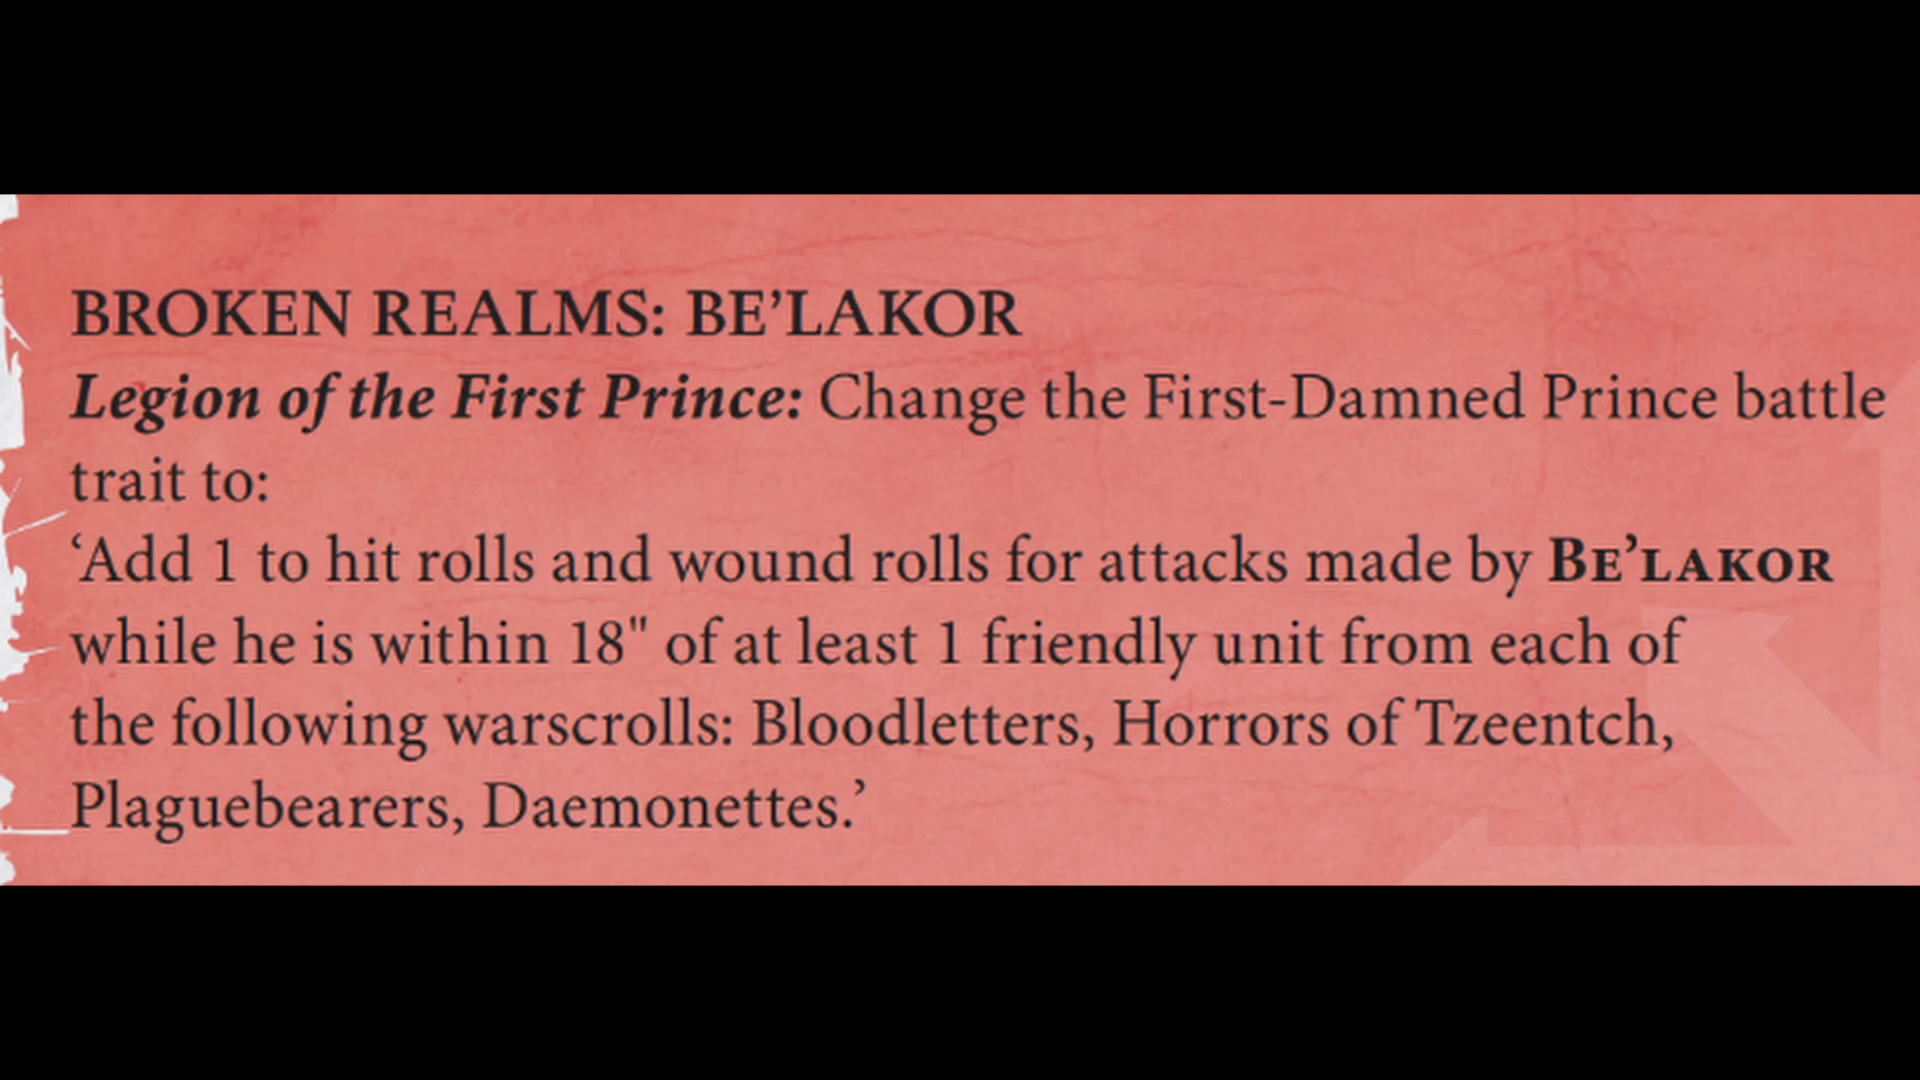 BROKEN REALMS: BE’LAKOR
Legion of the First Prince: Change the First-Damned Prince battle
trait to:
‘Add 1 to hit rolls and wound rolls for attacks made by BE’LAKOR
while he is within 18" of at least 1 friendly unit from each of
the following warscrolls: Bloodletters, Horrors of Tzeentch,
Plaguebearers, Daemonettes.’